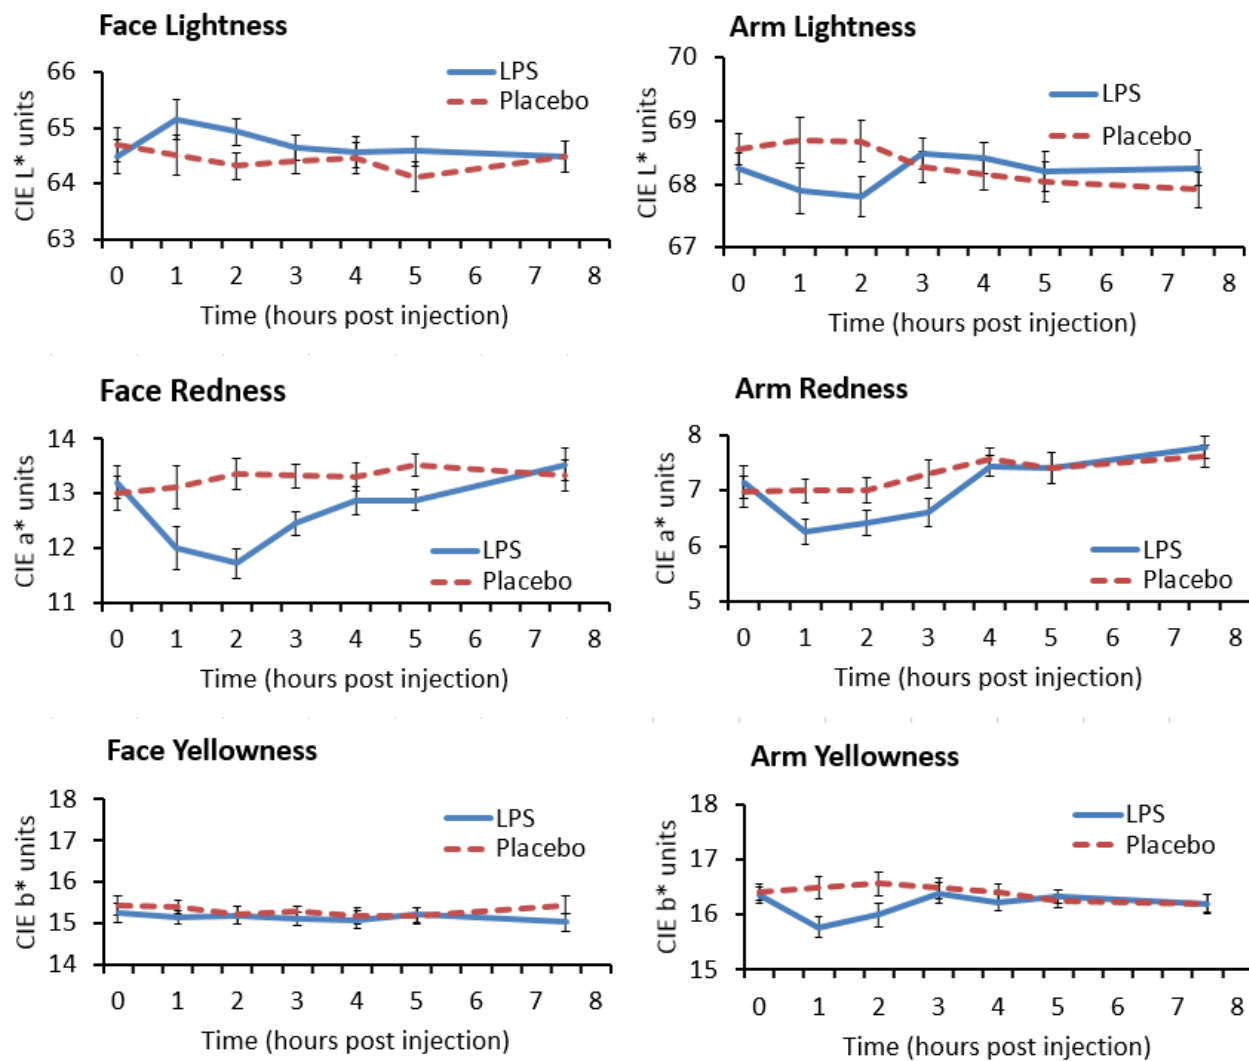 Face Lightness
CIE L* units
66
65
64
63
LPS
Placebo
0 1 2 3 4 5 6 7 8
Time (hours post injection)
Arm Lightness
CIE L* units
70
69
68
67
LPS
Placebo
0 1 2 3 4 5 6 7 8
Time (hours post injection)
Face Redness
CIE a* units
14
13
12
11
LPS
Placebo
0 1 2 3 4 5 6 7 8
Time (hours post injection)
Arm Redness
CIE a* units
8
7
6
5
LPS
Placebo
0 1 2 3 4 5 6 7 8
Time (hours post injection)
Face Yellowness
CIE b* units
18
17
16
15
14
LPS
Placebo
0 1 2 3 4 5 6 7 8
Time (hours post injection)
Arm Yellowness
CIE b* units
18
17
16
15
LPS
Placebo
0 1 2 3 4 5 6 7 8
Time (hours post injection)